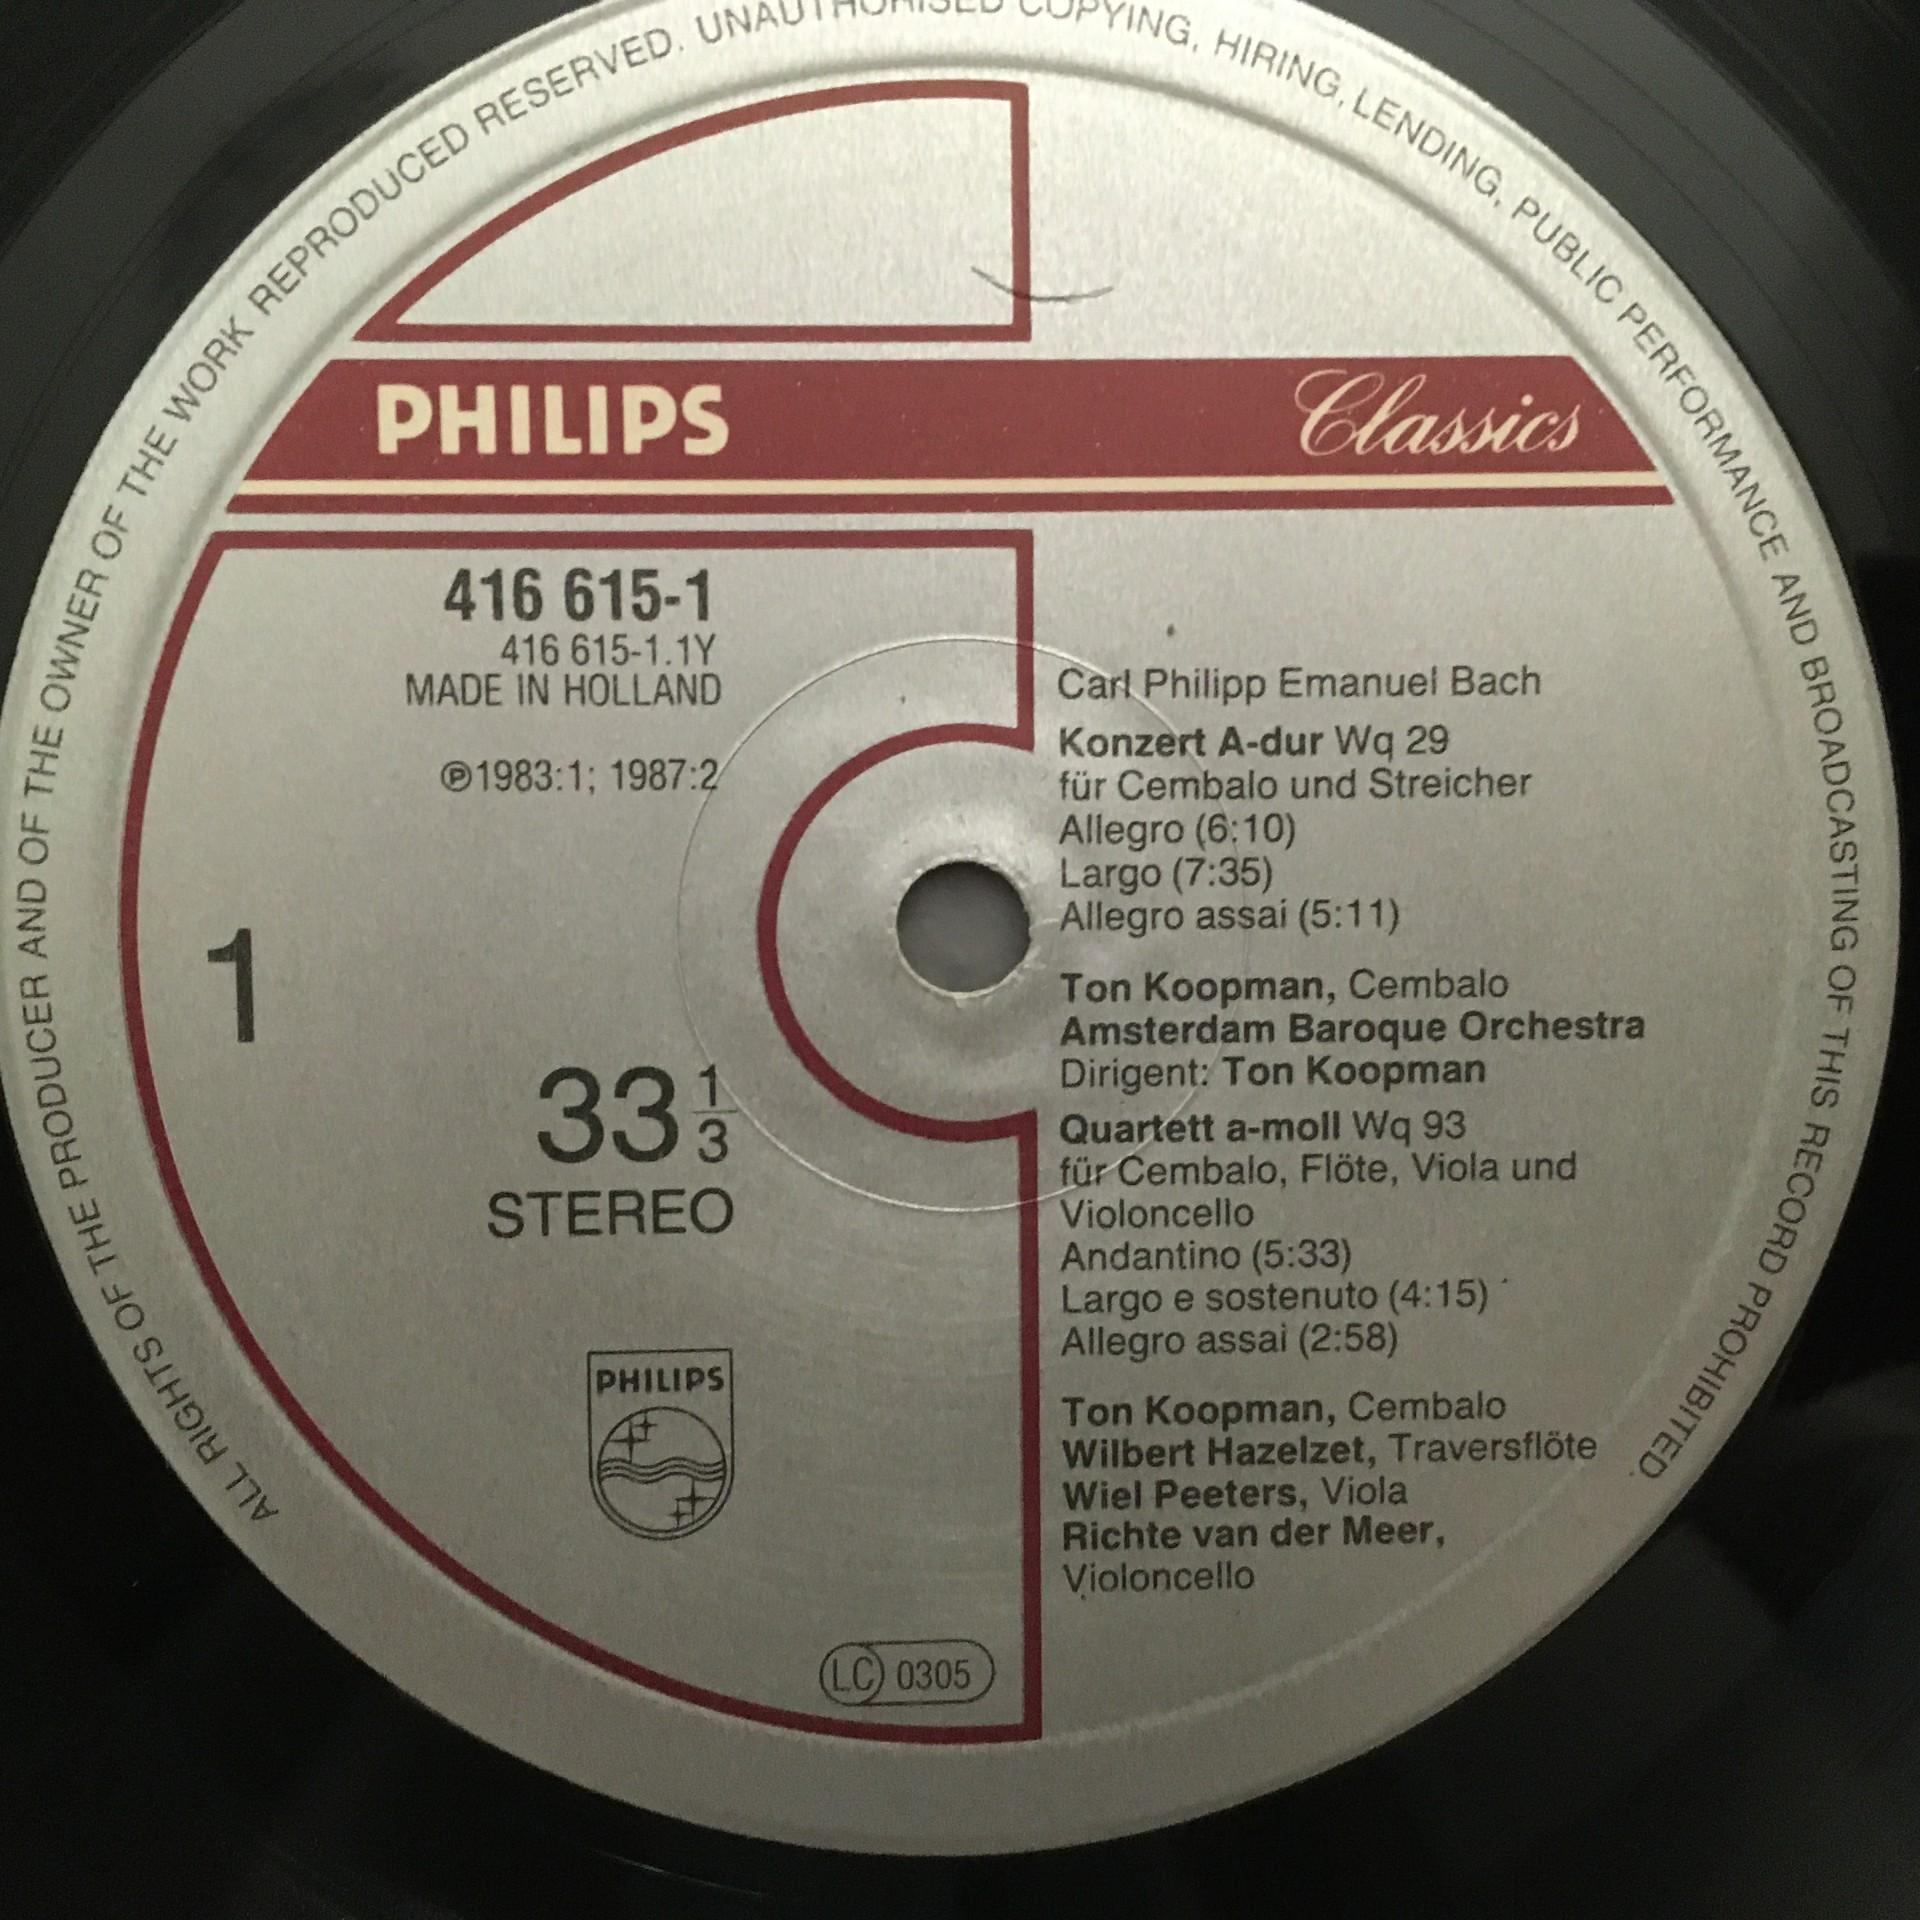 ALL RIGHTS OF THE PRODUCER AND OF THE OWNER OF THE WORK REPRODUCED RESERVED. UNAUTHORISED COPYING, HIRING, LENDING, PUBLIC PERFORMANCE AND BROADCASTING OF THIS RECORD PROHIBITED.
PHILIPS Classics
416 615-1
416 615-1.1Y
MADE IN HOLLAND
℗1983:1; 1987:2
1
33 1/3
STEREO
PHILIPS
LC 0305
Carl Philipp Emanuel Bach
Konzert A-dur Wq 29
für Cembalo und Streicher
Allegro (6:10)
Largo (7:35)
Allegro assai (5:11)
Ton Koopman, Cembalo
Amsterdam Baroque Orchestra
Dirigent: Ton Koopman
Quartett a-moll Wq 93
für Cembalo, Flöte, Viola und
Violoncello
Andantino (5:33)
Largo e sostenuto (4:15)
Allegro assai (2:58)
Ton Koopman, Cembalo
Wilbert Hazelzet, Traversflöte
Wiel Peeters, Viola
Richte van der Meer,
Violoncello